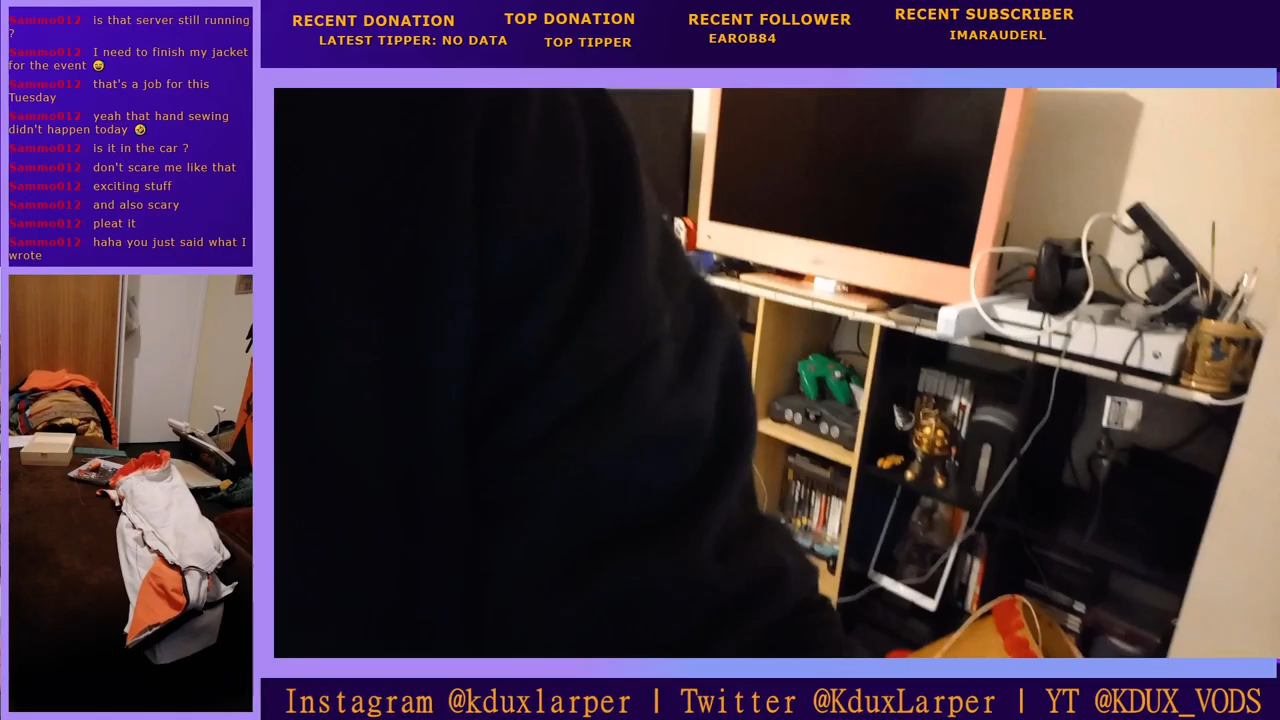 Sammo012 is that server still running
?
Sammo012 I need to finish my jacket
for the event 😅
Sammo012 that's a job for this
Tuesday
Sammo012 yeah that hand sewing
didn't happen today 🤣
Sammo012 is it in the car ?
Sammo012 don't scare me like that
Sammo012 exciting stuff
Sammo012 and also scary
Sammo012 pleat it
Sammo012 haha you just said what I
wrote
RECENT DONATION
LATEST TIPPER: NO DATA
TOP DONATION
TOP TIPPER
RECENT FOLLOWER
EAROB84
RECENT SUBSCRIBER
IMARAUDERL
Instagram @kduxlarper | Twitter @KduxLarper | YT @KDUX_VODS